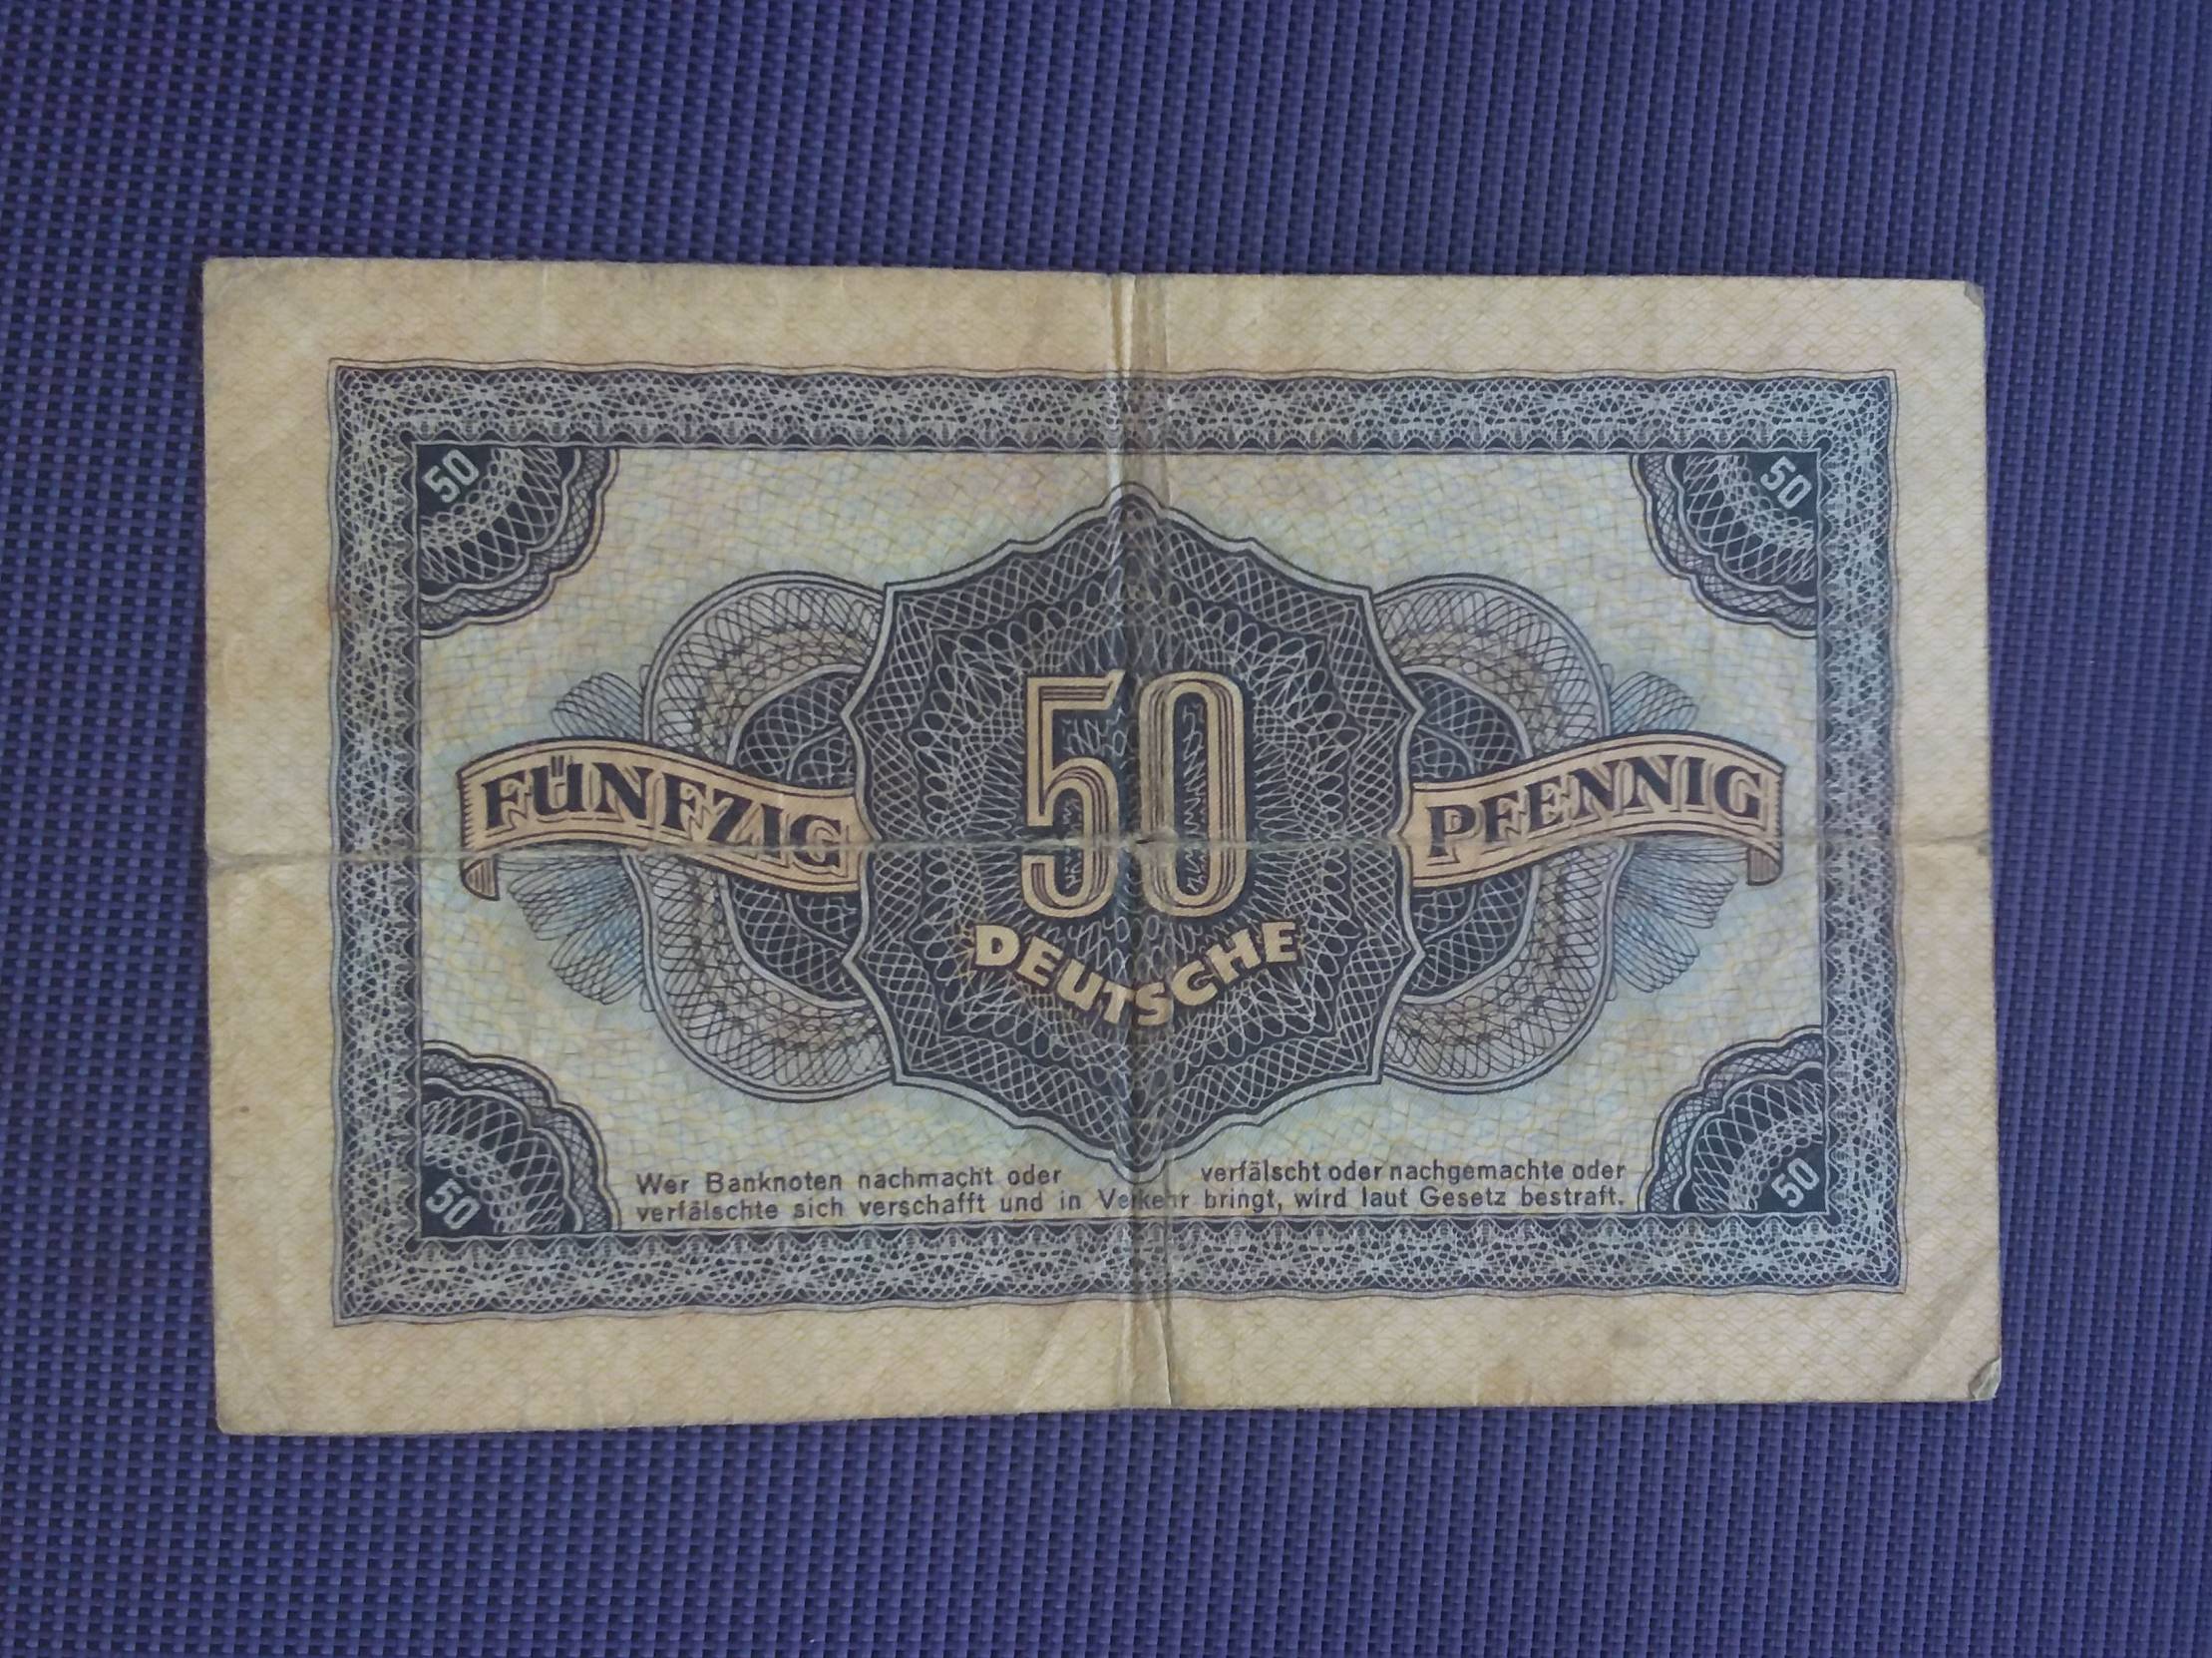 50
50
50
FÜNFZIG
PFENNIG
DEUTSCHE
Wer Banknoten nachmacht oder verfälscht oder nachgemachte oder
verfälschte sich verschafft und in Verkehr bringt, wird laut Gesetz bestraft.
50
50